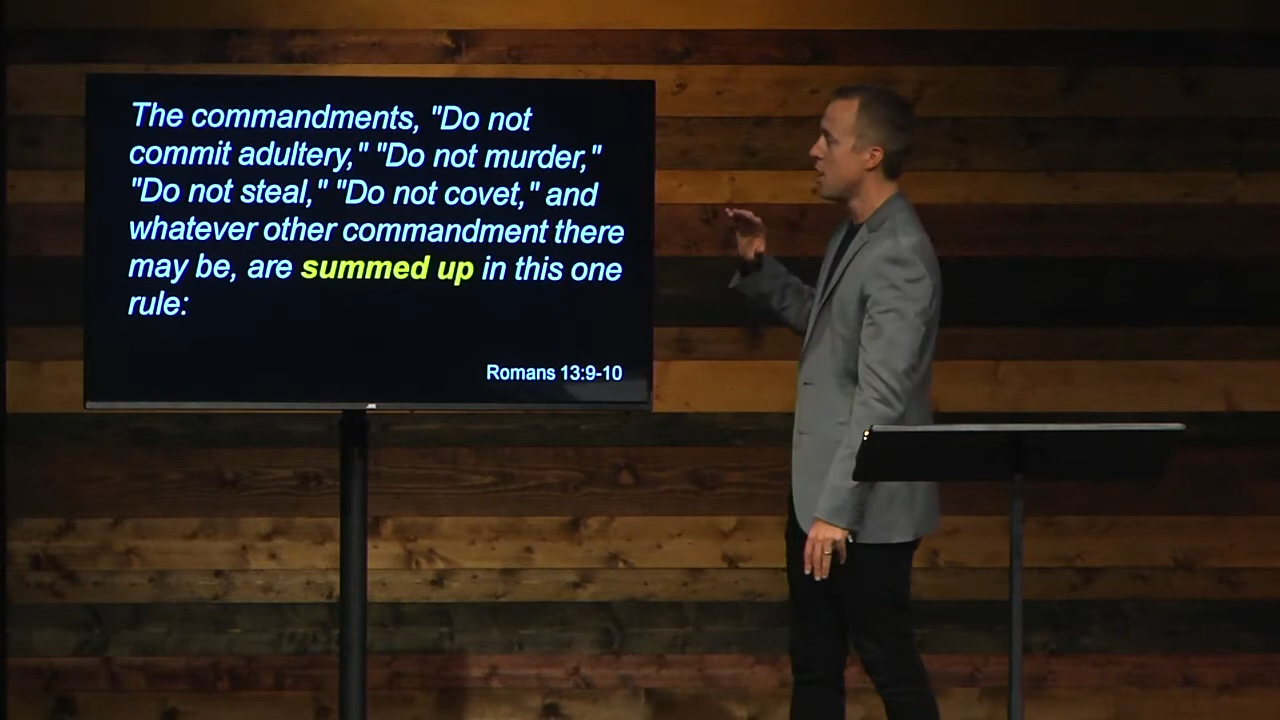 The commandments, "Do not
commit adultery," "Do not murder,"
"Do not steal," "Do not covet," and
whatever other commandment there
may be, are summed up in this one
rule:
Romans 13:9-10